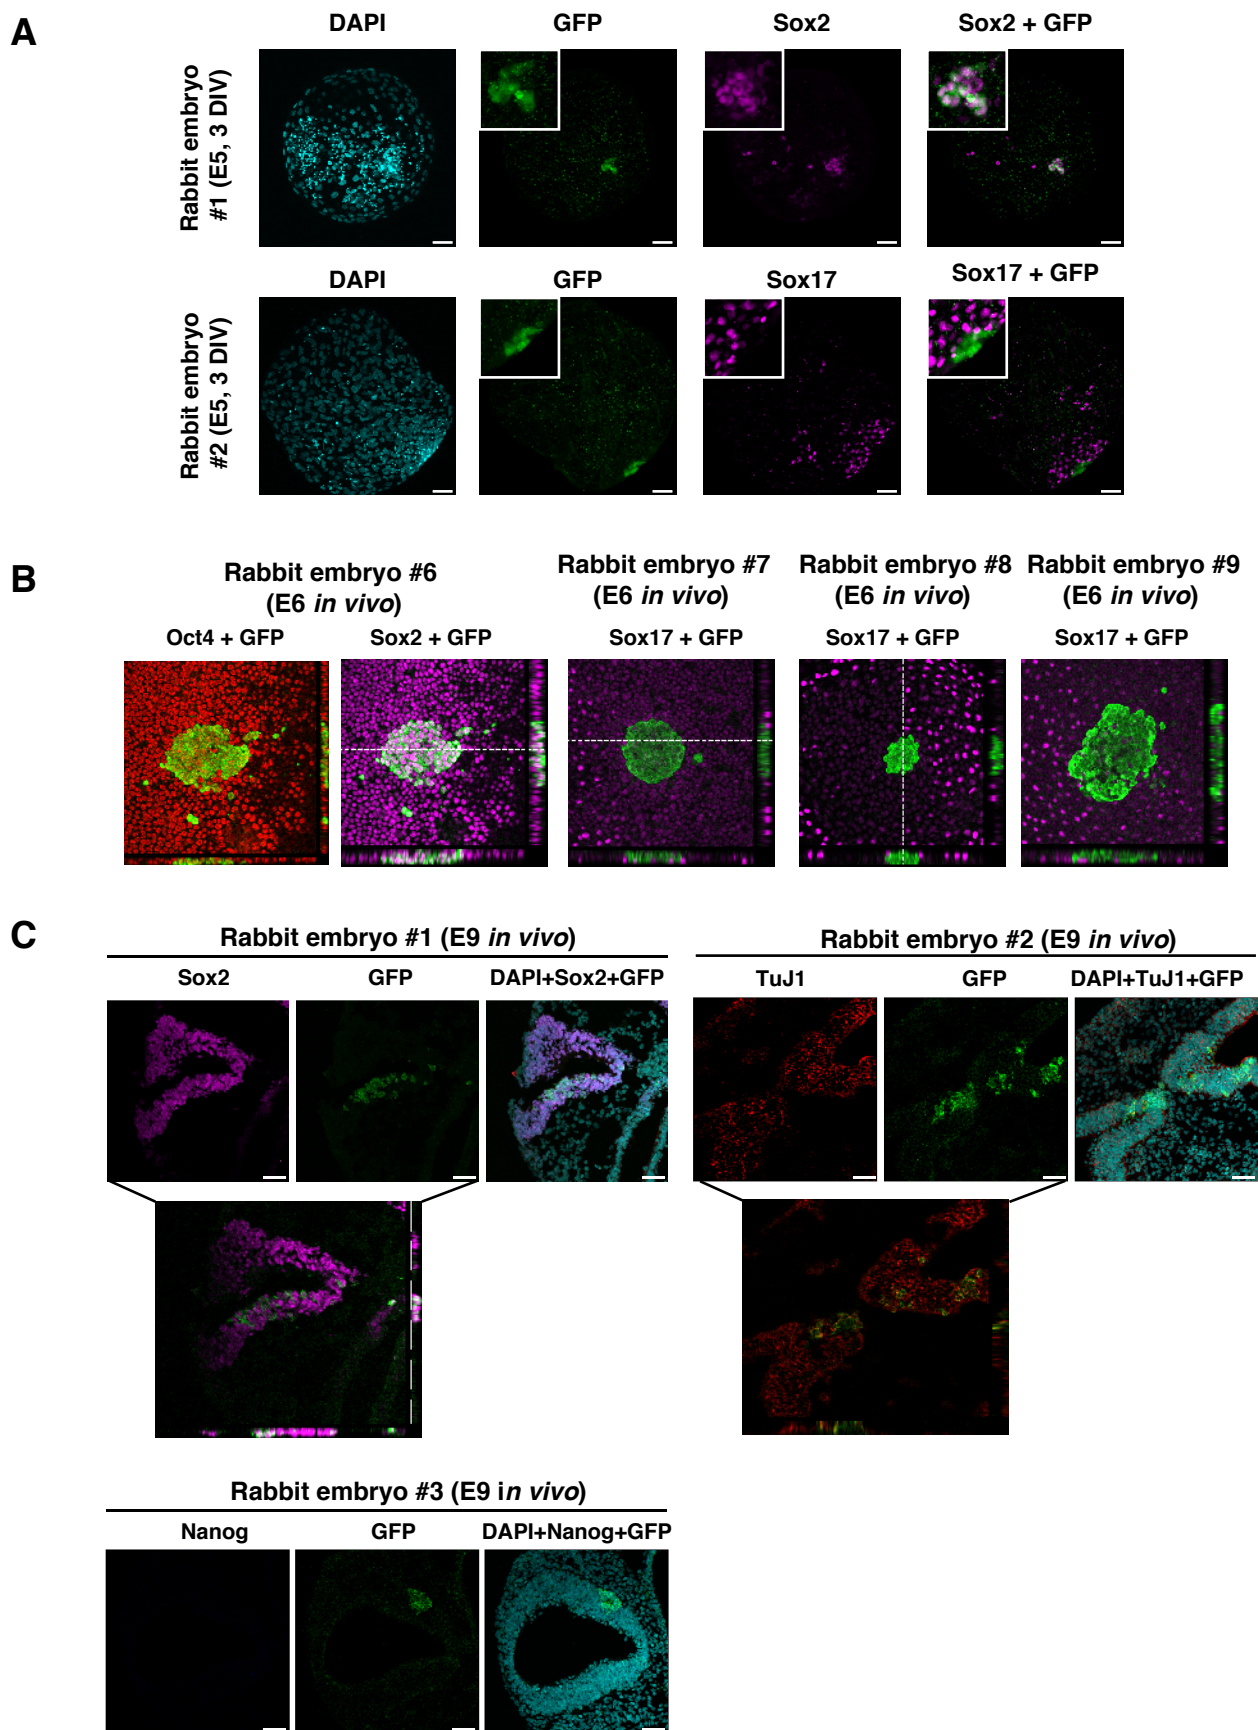 A
DAPI
GFP
Sox2
Sox2 + GFP
Rabbit embryo
#1 (E5, 3 DIV)
DAPI
GFP
Sox17
Sox17 + GFP
Rabbit embryo
#2 (E5, 3 DIV)
B
Rabbit embryo #6
(E6 in vivo)
Rabbit embryo #7
(E6 in vivo)
Rabbit embryo #8
(E6 in vivo)
Rabbit embryo #9
(E6 in vivo)
Oct4 + GFP
Sox2 + GFP
Sox17 + GFP
Sox17 + GFP
Sox17 + GFP
C
Rabbit embryo #1 (E9 in vivo)
Sox2
GFP
DAPI+Sox2+GFP
Rabbit embryo #2 (E9 in vivo)
TuJ1
GFP
DAPI+TuJ1+GFP
Rabbit embryo #3 (E9 in vivo)
Nanog
GFP
DAPI+Nanog+GFP